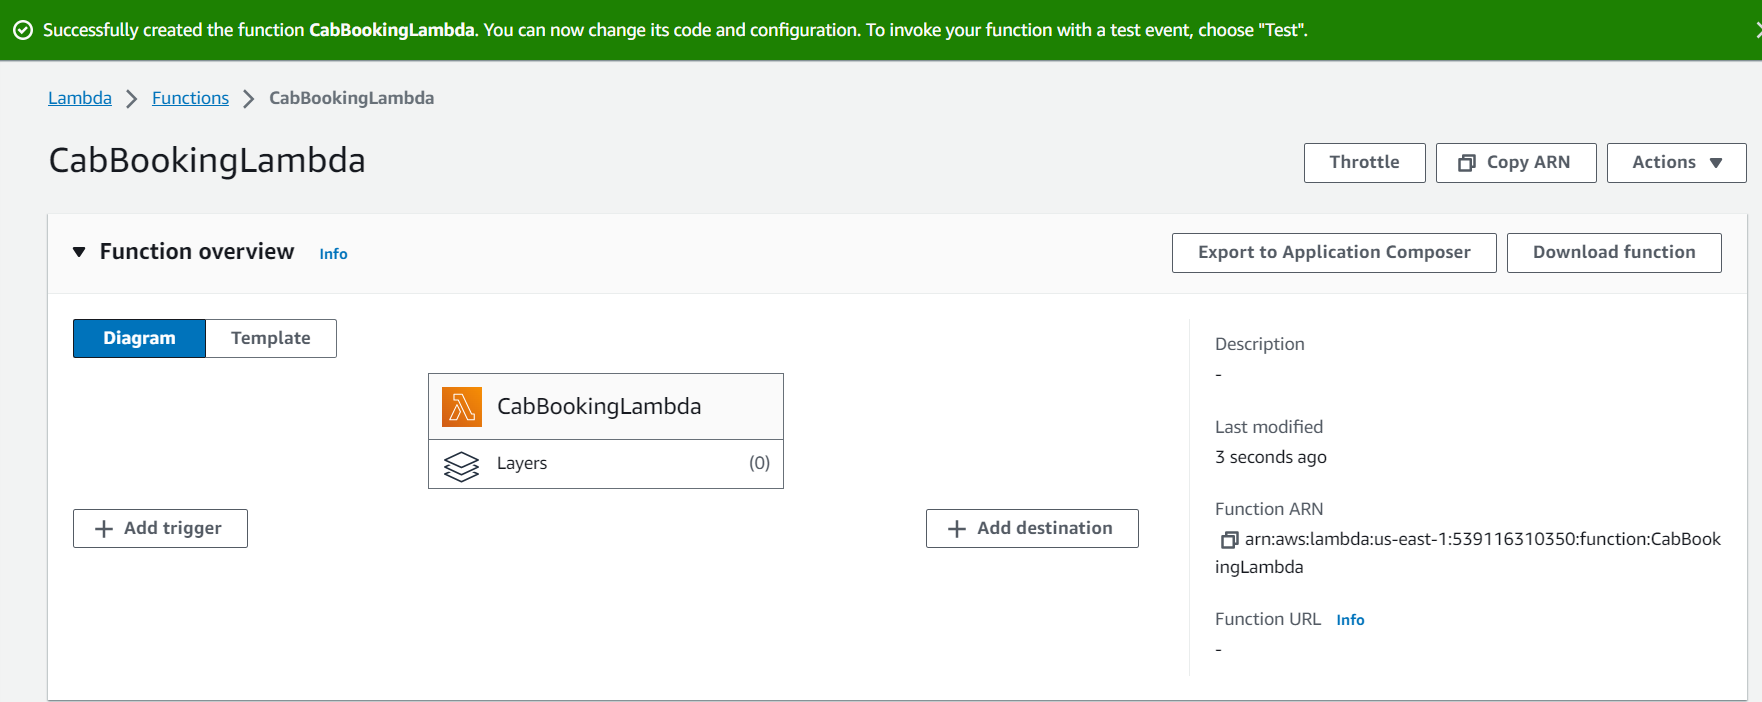 Successfully created the function CabBookingLambda. You can now change its code and configuration. To invoke your function with a test event, choose "Test".
Lambda Functions CabBookingLambda
CabBookingLambda
Throttle Copy ARN Actions
Function overview Info
Export to Application Composer Download function
Diagram Template
CabBookingLambda
Layers (0)
+ Add trigger
+ Add destination
Description
-
Last modified
3 seconds ago
Function ARN
arn:aws:lambda:us-east-1:539116310350:function:CabBook
ingLambda
Function URL Info
-